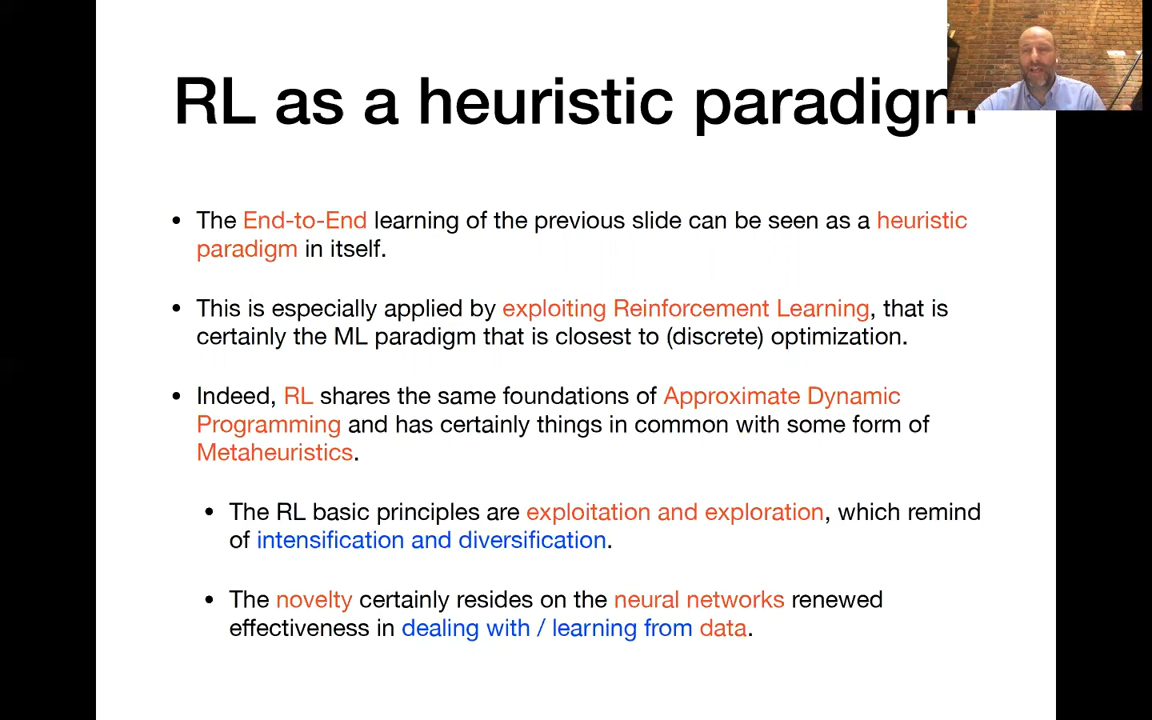 RL as a heuristic paradigm
• The End-to-End learning of the previous slide can be seen as a heuristic
paradigm in itself.
• This is especially applied by exploiting Reinforcement Learning, that is
certainly the ML paradigm that is closest to (discrete) optimization.
• Indeed, RL shares the same foundations of Approximate Dynamic
Programming and has certainly things in common with some form of
Metaheuristics.
• The RL basic principles are exploitation and exploration, which remind
of intensification and diversification.
• The novelty certainly resides on the neural networks renewed
effectiveness in dealing with / learning from data.